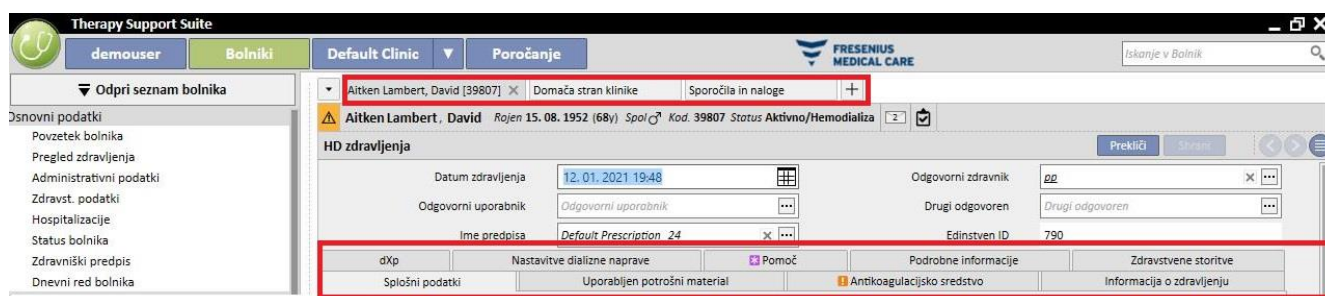 Therapy Support Suite
demouser Bolniki Default Clinic Poročanje FRESENIUS MEDICAL CARE Iskanje v Bolnik
Odpri seznam bolnika
Aitken Lambert, David [39807] Domača stran klinike Sporočila in naloge
Osnovni podatki
Povzetek bolnika
Pregled zdravljenja
Administrativni podatki
Zdravst. podatki
Hospitalizacije
Status bolnika
Zdravniški predpis
Dnevni red bolnika
Aitken Lambert, David Rojen 15. 08. 1952 (68y) Spol Kod. 39807 Status Aktivno/Hemodializa 2
HD zdravljenja Prekliči Shrani
Datum zdravljenja 12. 01. 2021 19:48 Odgovorni zdravnik pp
Odgovorni uporabnik Odgovorni uporabnik Drugi odgovoren Drugi odgovoren
Ime predpisa Default Prescription 24 Edinstven ID 790
dXp Nastavitve dializne naprave Pomoč Podrobne informacije Zdravstvene storitve
Splošni podatki Uporabljen potrošni material Antikoagulacijsko sredstvo Informacija o zdravljenju